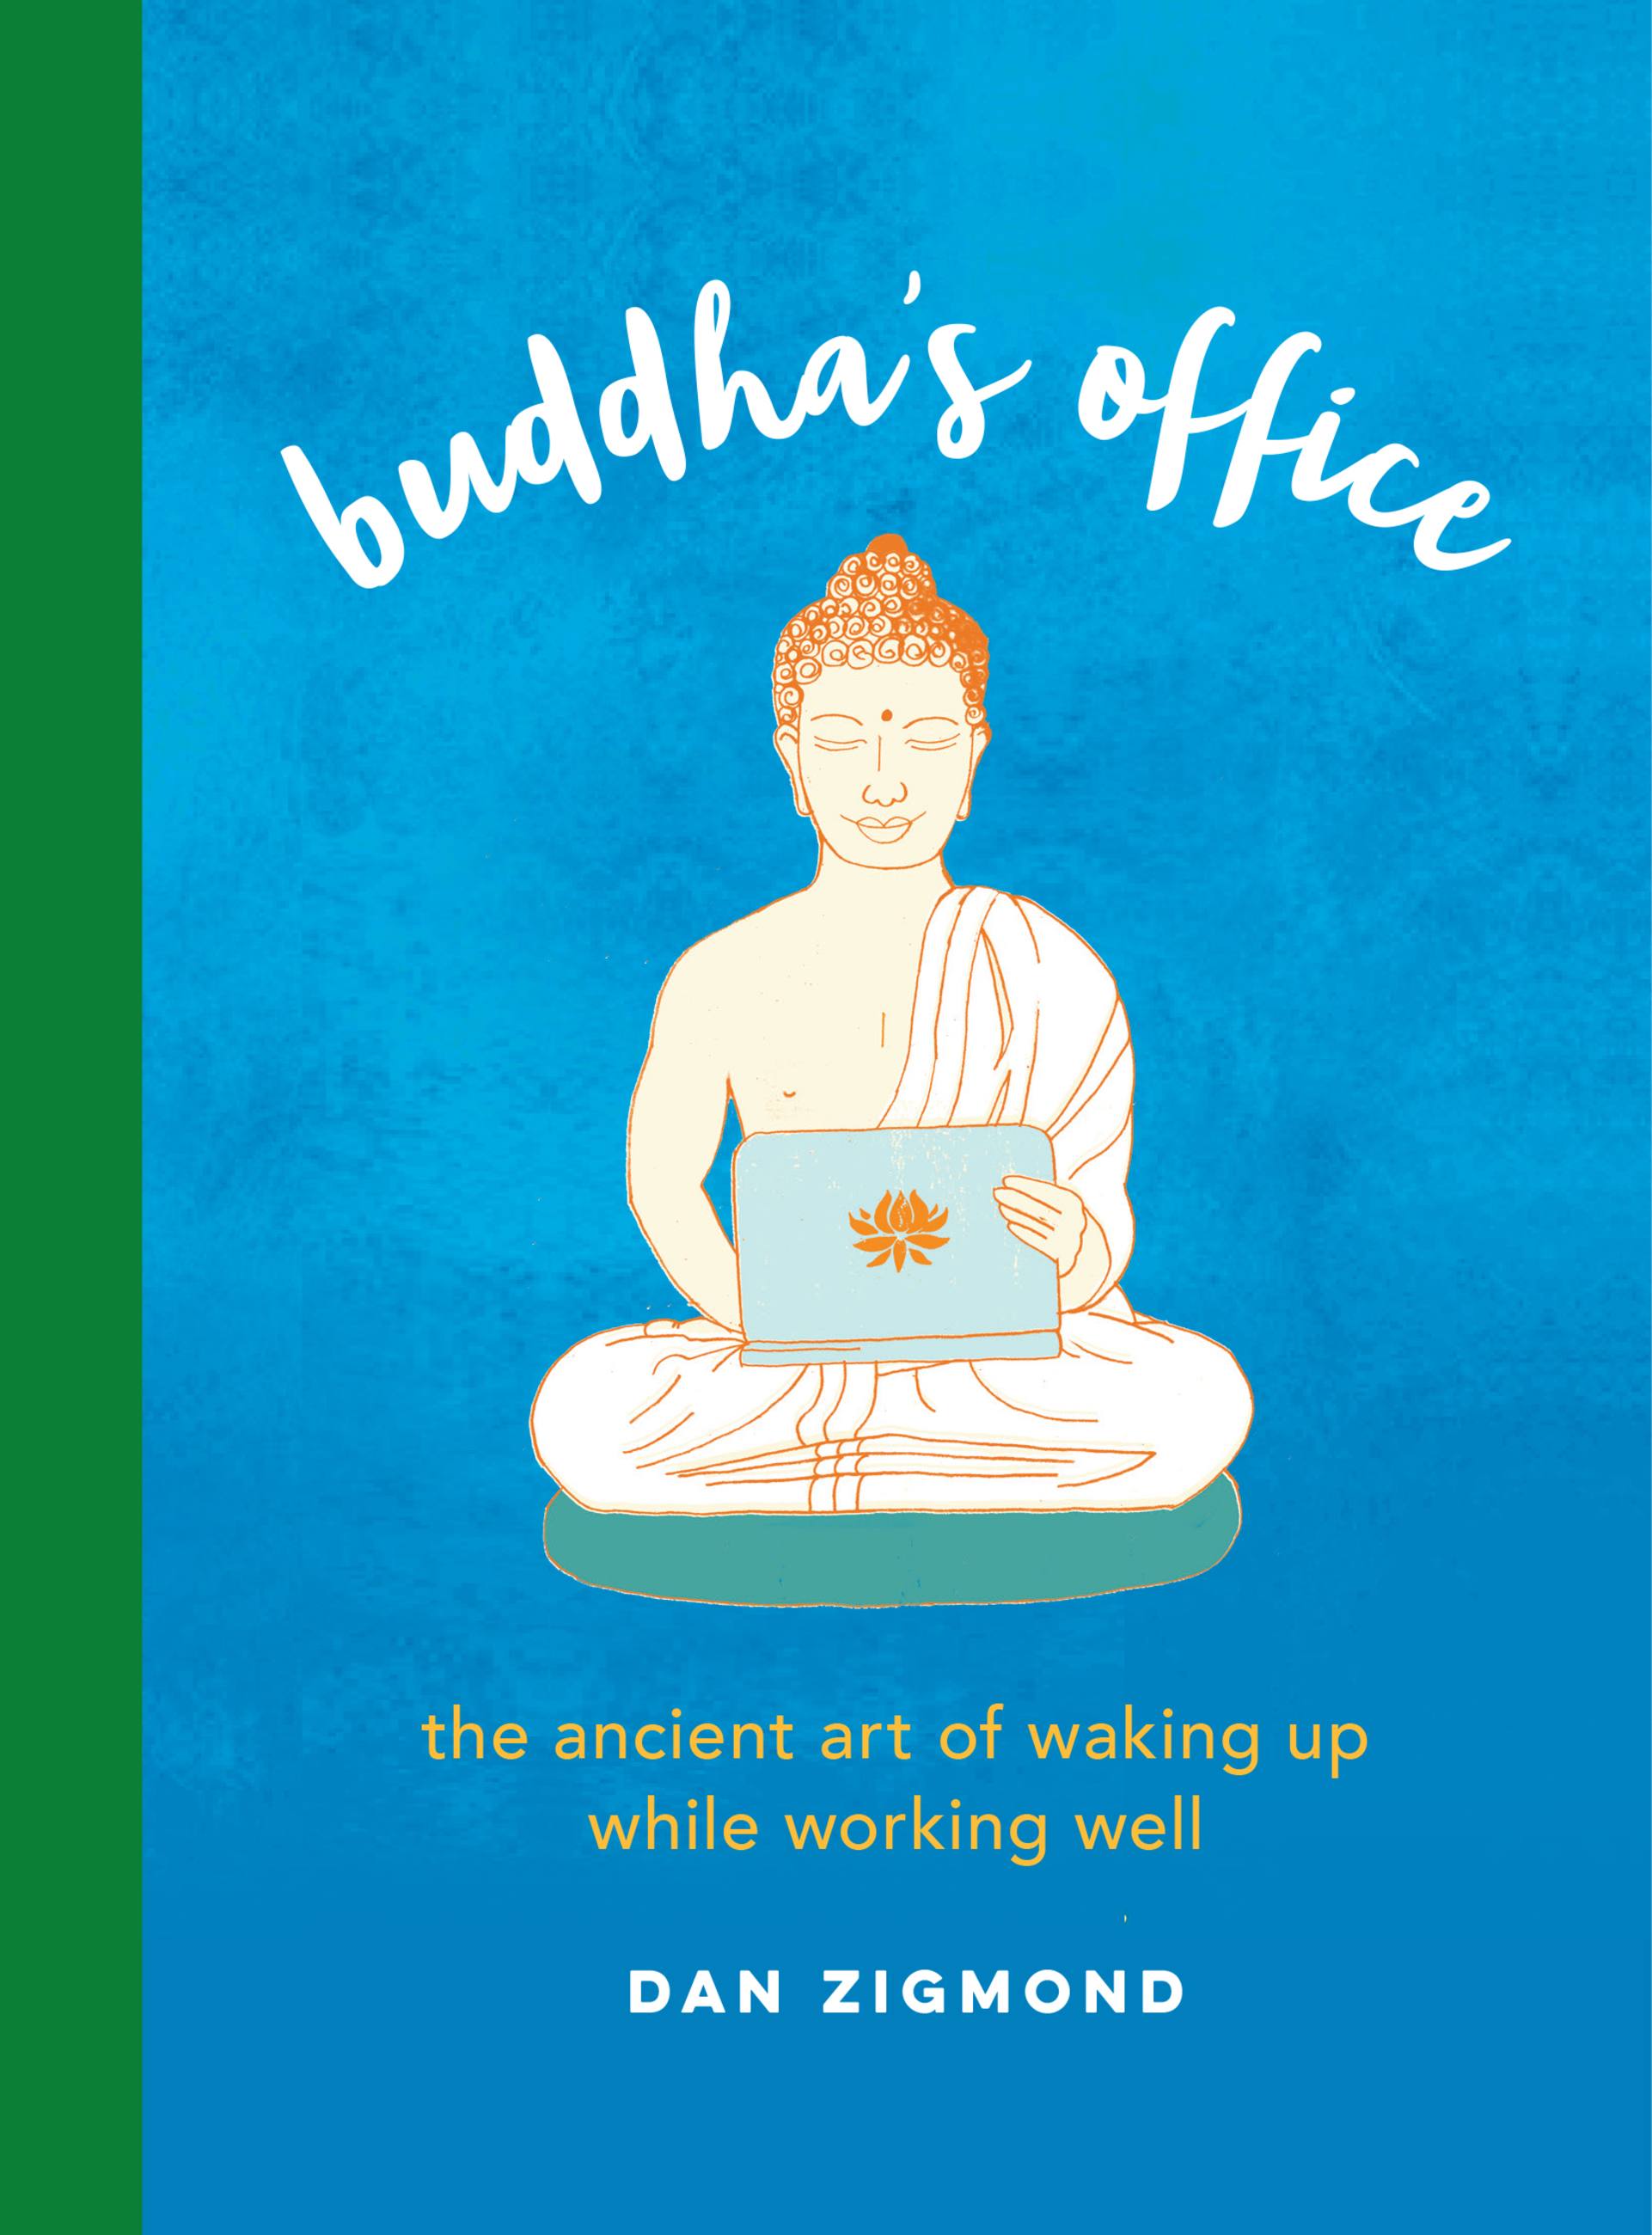 buddha's office
the ancient art of waking up
while working well
DAN ZIGMOND